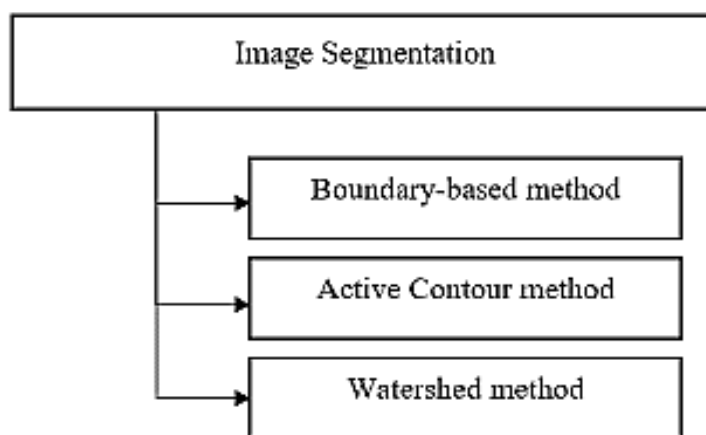 Image Segmentation
Boundary-based method
Active Contour method
Watershed method